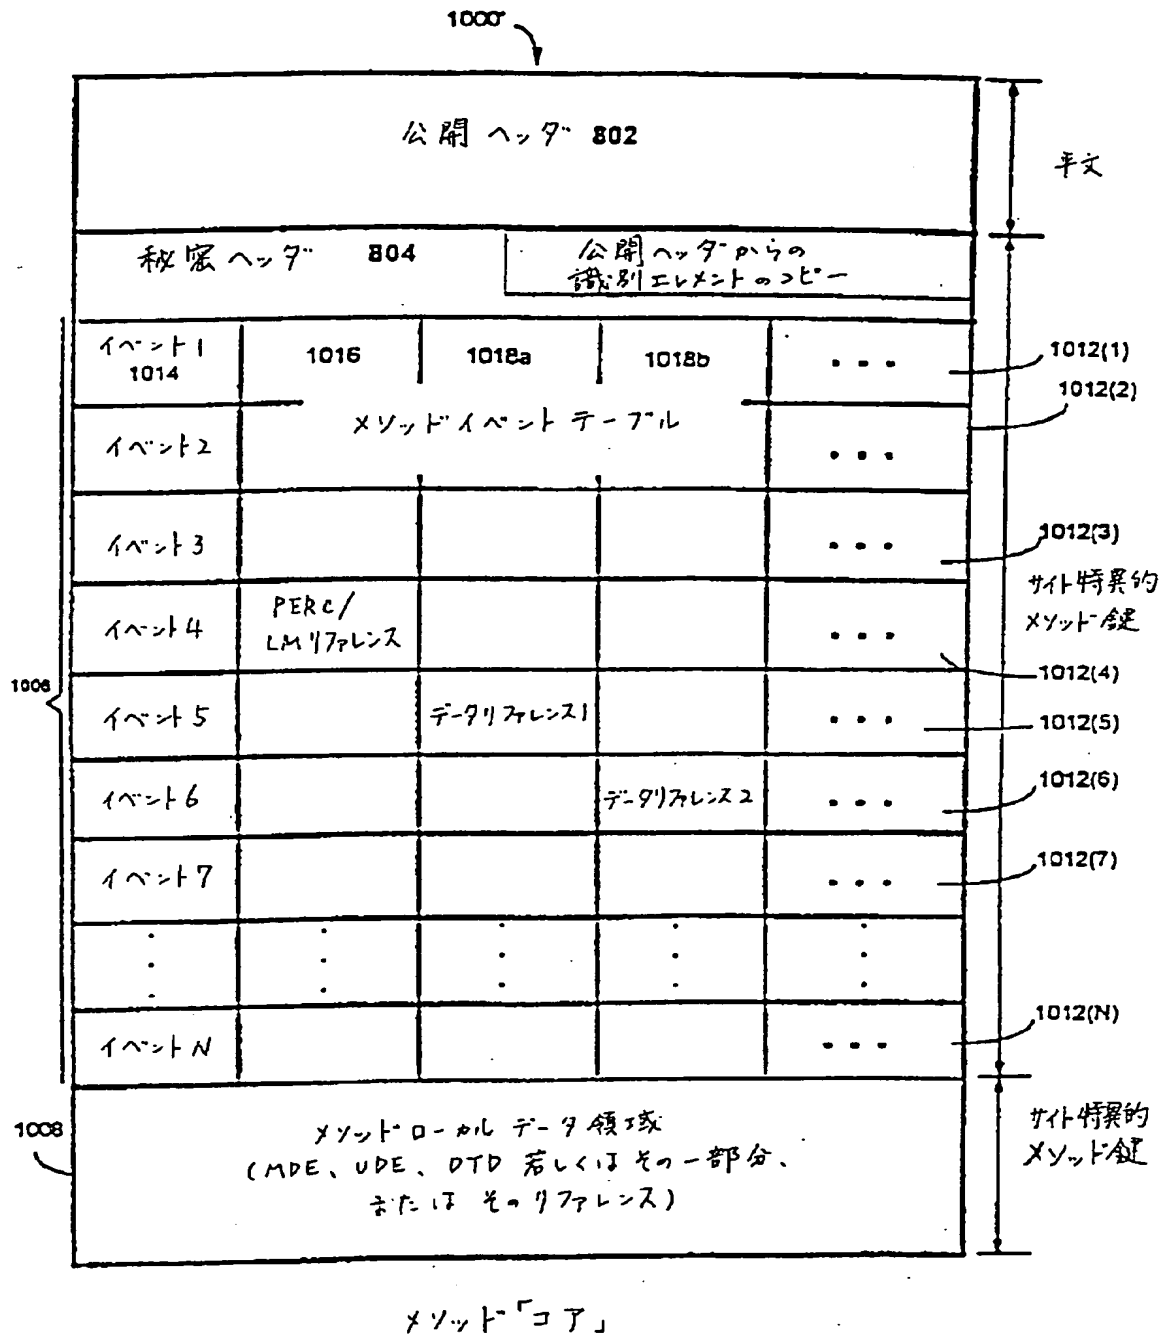 1000
公開ヘッダ 802
平文
秘密ヘッダ 804
公開ヘッダからの
識別エレメントのコピー
イベント1
1014
1016
1018a
1018b
...
1012(1)
1012(2)
メソッドイベントテーブル
イベント2
...
イベント3
...
1012(3)
サイト特異的
メソッド鍵
イベント4
PERC/
LMリファレンス
...
1012(4)
1006
イベント5
データリファレンス1
...
1012(5)
イベント6
データリファレンス2
...
1012(6)
イベント7
...
1012(7)
イベントN
...
1012(N)
1008
メソッドローカルデータ領域
(MDE、UDE、DTD 若しくはその一部分、
またはそのリファレンス)
サイト特異的
メソッド鍵
メソッド「コア」